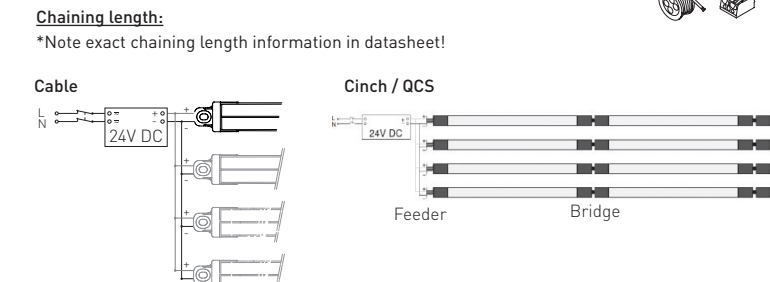 Chaining length:
*Note exact chaining length information in datasheet!
Cable
Cinch / QCS
L
N
24V DC
+
-
+
-
+
-
+
-
+
L
N
24V DC
Feeder
Bridge